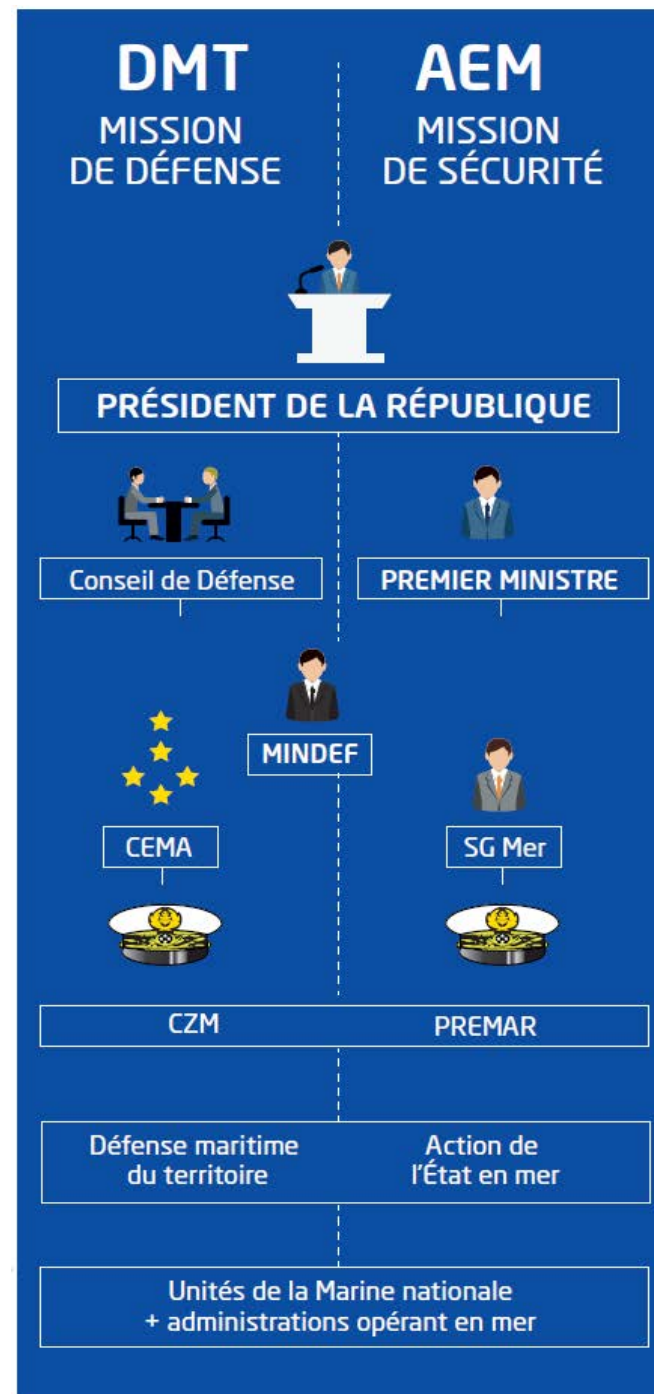 DMT
MISSION
DE DÉFENSE
AEM
MISSION
DE SÉCURITÉ
PRÉSIDENT DE LA RÉPUBLIQUE
Conseil de Défense
PREMIER MINISTRE
MINDEF
CEMA
SG Mer
CZM
PREMAR
Défense maritime
du territoire
Action de
l'État en mer
Unités de la Marine nationale
+ administrations opérant en mer